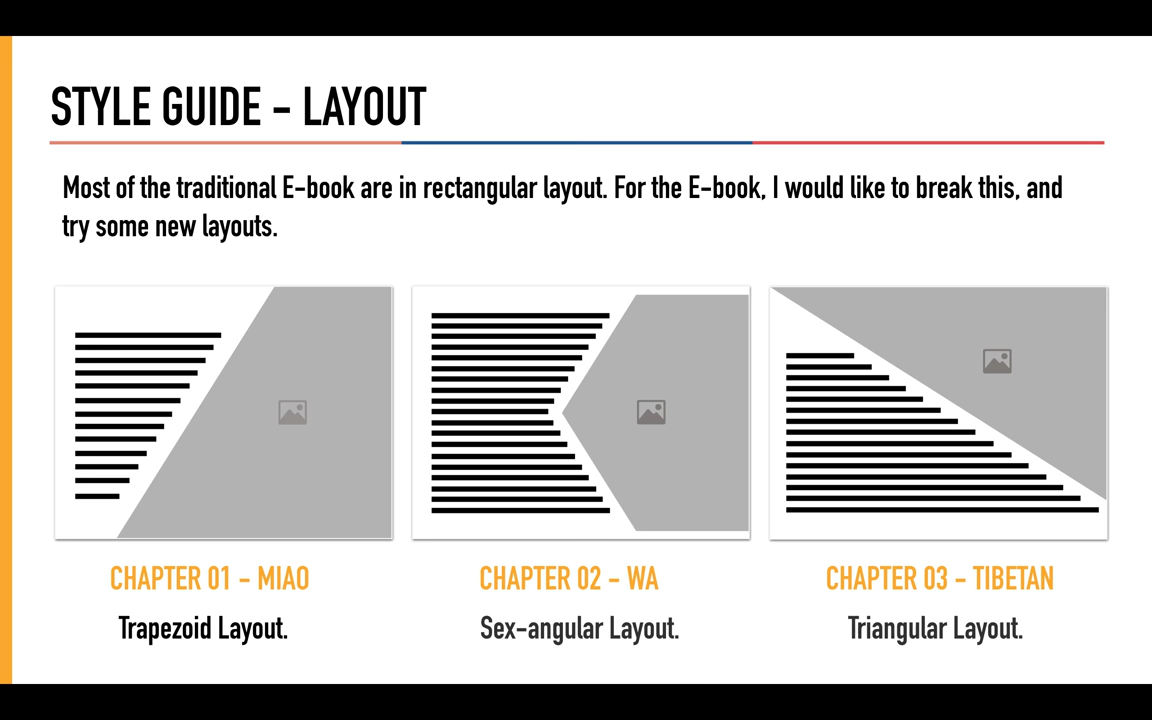 STYLE GUIDE - LAYOUT
Most of the traditional E-book are in rectangular layout. For the E-book, I would like to break this, and
try some new layouts.
CHAPTER 01 - MIAO
Trapezoid Layout.
CHAPTER 02 - WA
Sex-angular Layout.
CHAPTER 03 - TIBETAN
Triangular Layout.